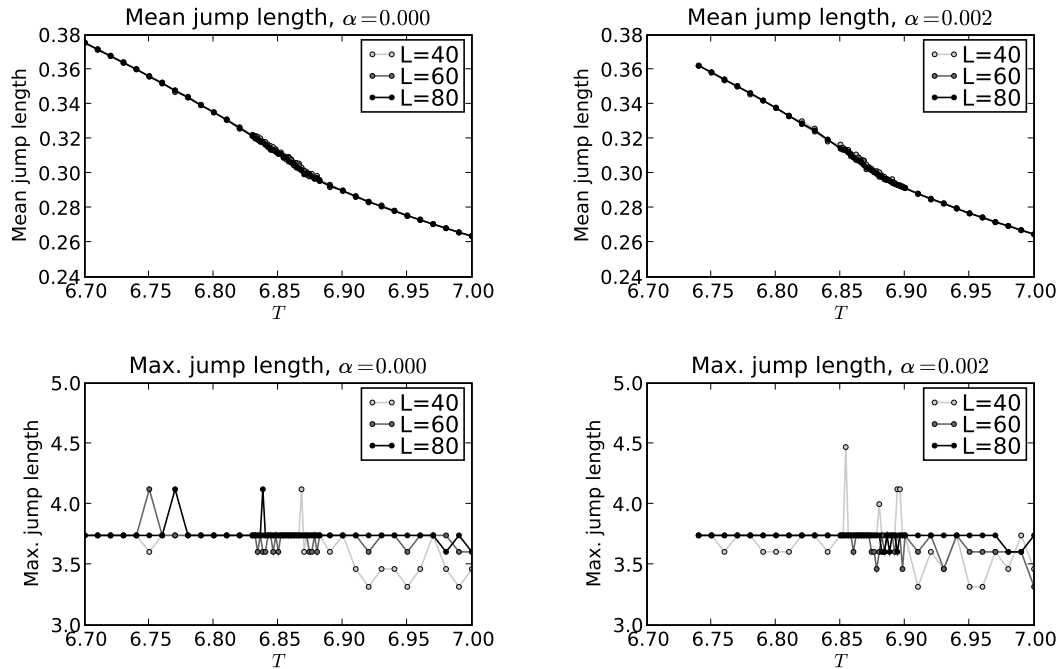 Mean jump length, α=0.000
Mean jump length
0.38
0.36
0.34
0.32
0.30
0.28
0.26
0.24
6.70 6.75 6.80 6.85 6.90 6.95 7.00
T
L=40
L=60
L=80
Mean jump length, α=0.002
Mean jump length
0.38
0.36
0.34
0.32
0.30
0.28
0.26
0.24
6.70 6.75 6.80 6.85 6.90 6.95 7.00
T
L=40
L=60
L=80
Max. jump length, α=0.000
Max. jump length
5.0
4.5
4.0
3.5
3.0
6.70 6.75 6.80 6.85 6.90 6.95 7.00
T
L=40
L=60
L=80
Max. jump length, α=0.002
Max. jump length
5.0
4.5
4.0
3.5
3.0
6.70 6.75 6.80 6.85 6.90 6.95 7.00
T
L=40
L=60
L=80